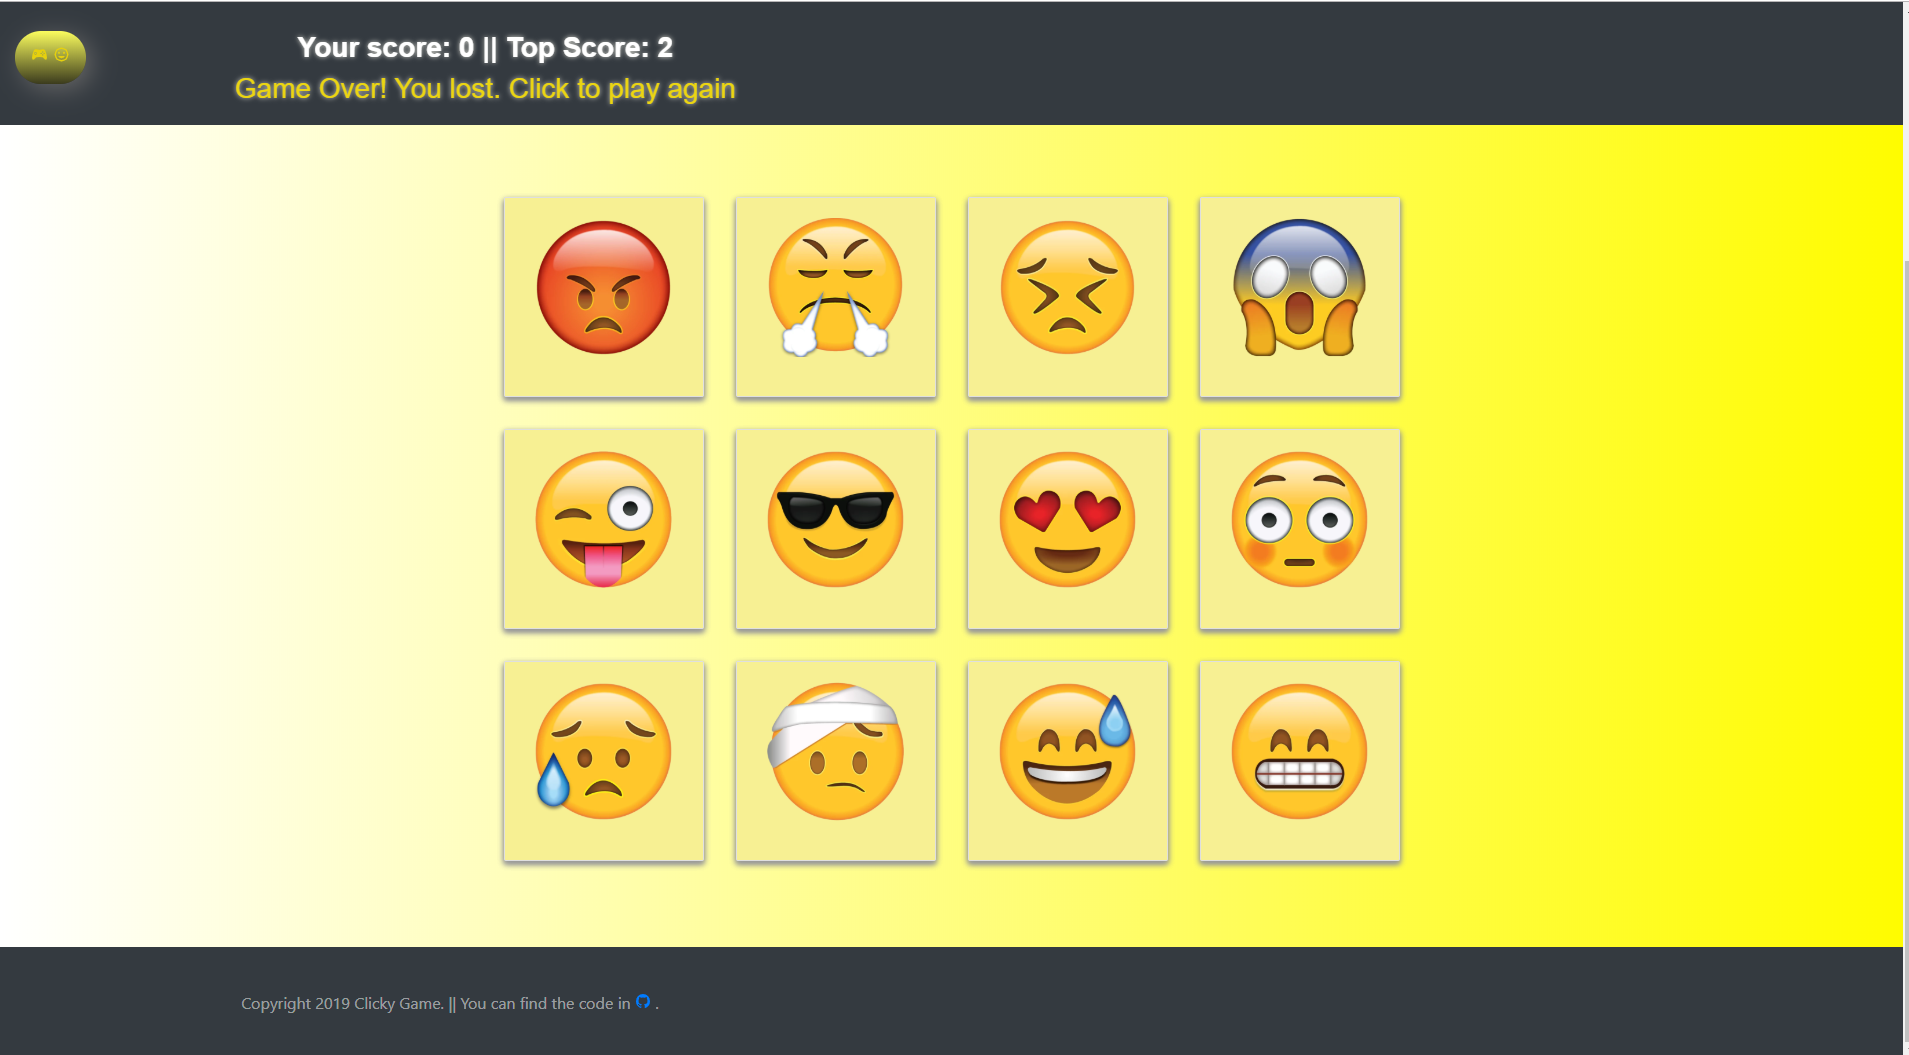 Your score: 0 || Top Score: 2
Game Over! You lost. Click to play again
Copyright 2019 Clicky Game. || You can find the code in .